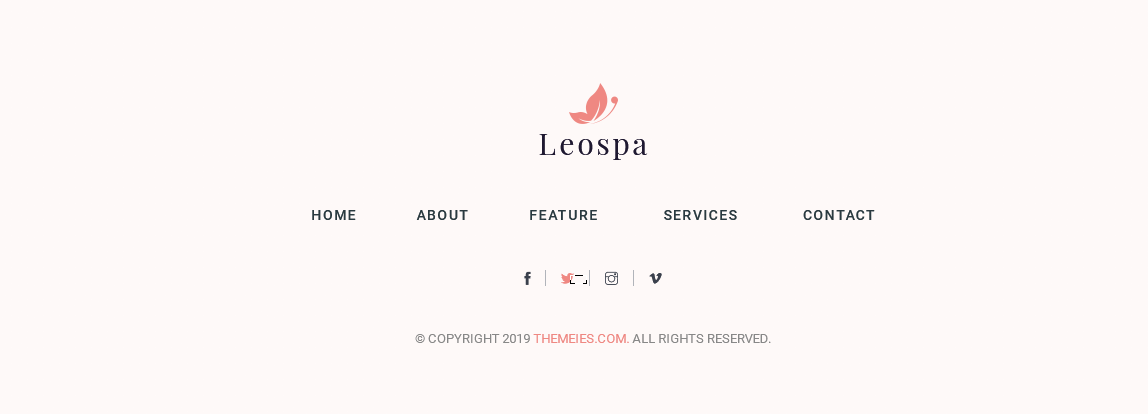 Leospa
HOME ABOUT FEATURE SERVICES CONTACT
© COPYRIGHT 2019 THEMEIES.COM. ALL RIGHTS RESERVED.